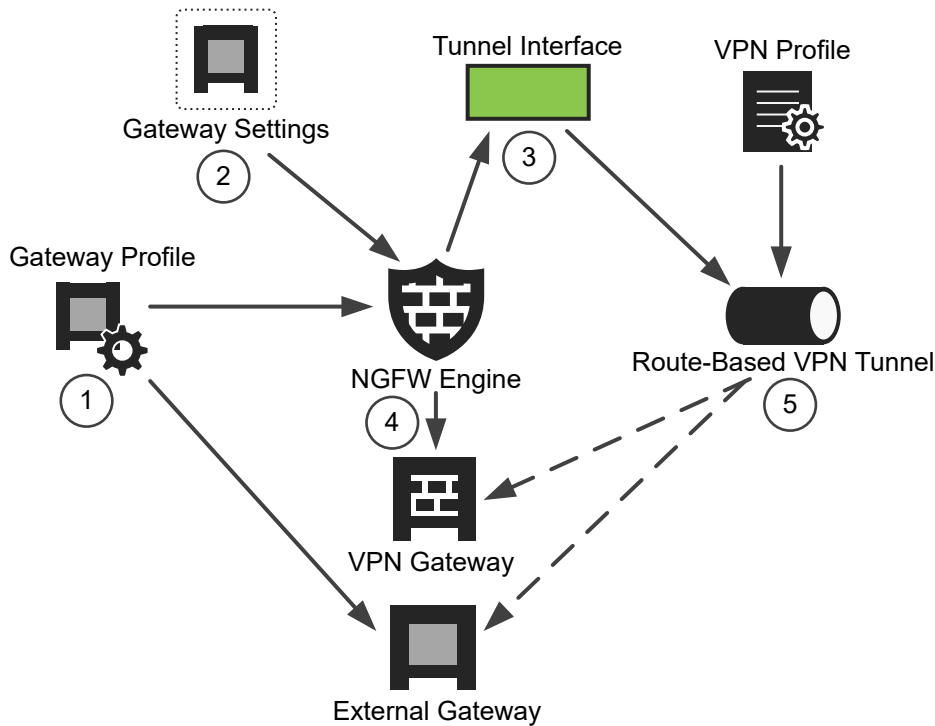 Tunnel Interface
VPN Profile
Gateway Settings
2
3
Gateway Profile
1
NGFW Engine
4
Route-Based VPN Tunnel
5
VPN Gateway
External Gateway